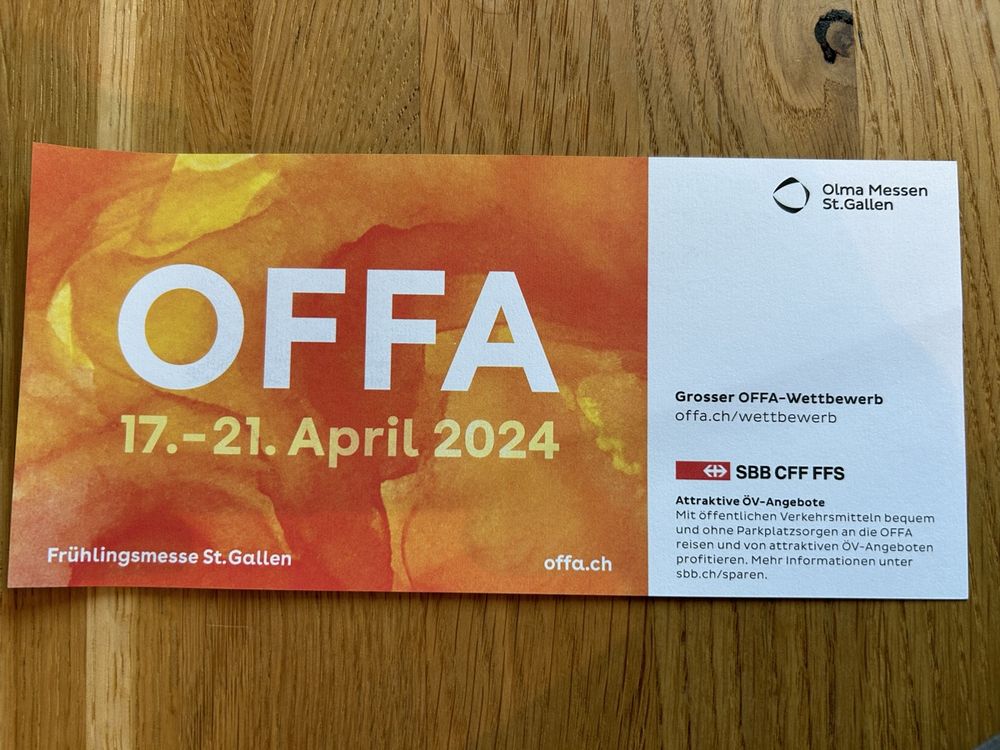 OFFA
17.–21. April 2024
Frühlingsmesse St.Gallen
offa.ch
Olma Messen
St.Gallen
Grosser OFFA-Wettbewerb
offa.ch/wettbewerb
SBB CFF FFS
Attraktive ÖV-Angebote
Mit öffentlichen Verkehrsmitteln bequem
und ohne Parkplatzsorgen an die OFFA
reisen und von attraktiven ÖV-Angeboten
profitieren. Mehr Informationen unter
sbb.ch/sparen.